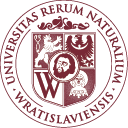 UNIVERSITAS RERUM NATURALIUM
WRATISLAVIENSIS
W